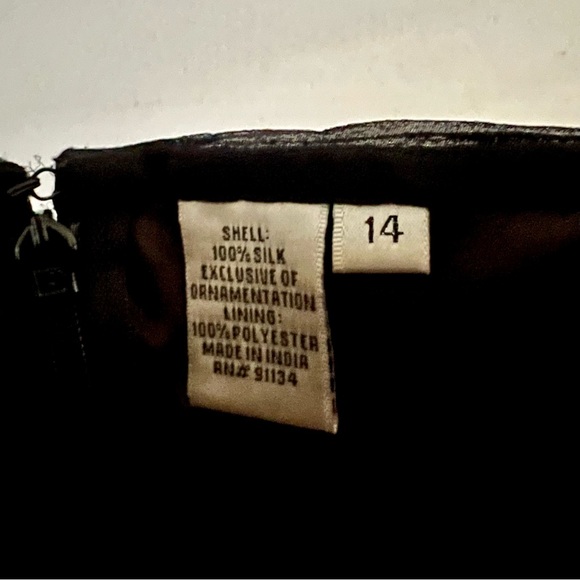 SHELL:
100% SILK
EXCLUSIVE OF
ORNAMENTATION
LINING:
100% POLYESTER
MADE IN INDIA
RN# 91134
14